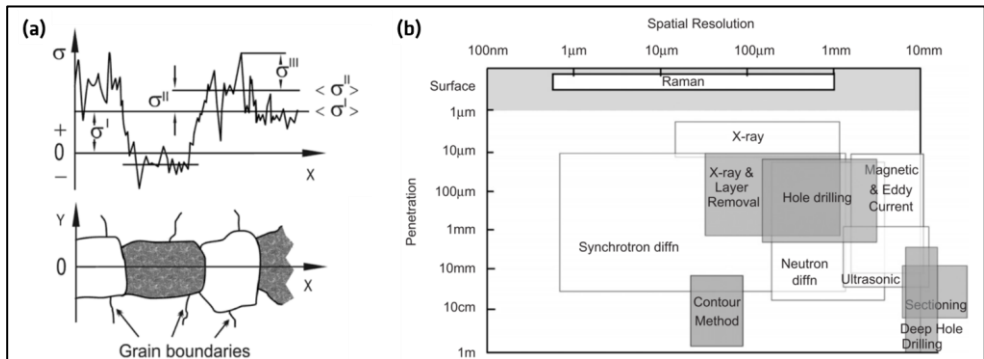 (a)
σ
σᴵᴵᴵ
< σᴵᴵ >
σᴵᴵ
< σᴵ >
+
σᴵ
0
−
X
Y
0
X
Grain boundaries
(b)
Spatial Resolution
100nm 1μm 10μm 100μm 1mm 10mm
Surface
Raman
1μm
X-ray
10μm
X-ray &
Layer
Removal
Hole drilling
Magnetic
& Eddy
Current
100μm
Penetration
1mm
Synchrotron diffn
Neutron
diffn
Ultrasonic
10mm
Contour
Method
Sectioning
10cm
Deep Hole
Drilling
1m